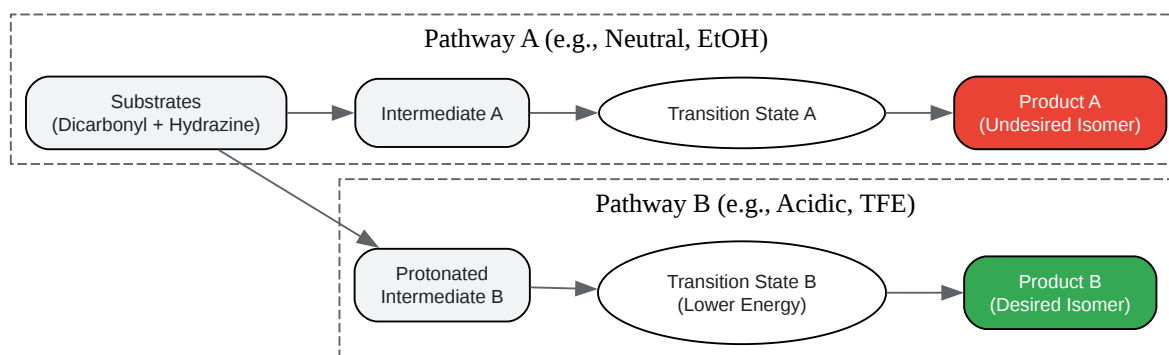 Pathway A (e.g., Neutral, EtOH)
Substrates
(Dicarbonyl + Hydrazine)
Intermediate A
Transition State A
Product A
(Undesired Isomer)
Pathway B (e.g., Acidic, TFE)
Protonated
Intermediate B
Transition State B
(Lower Energy)
Product B
(Desired Isomer)